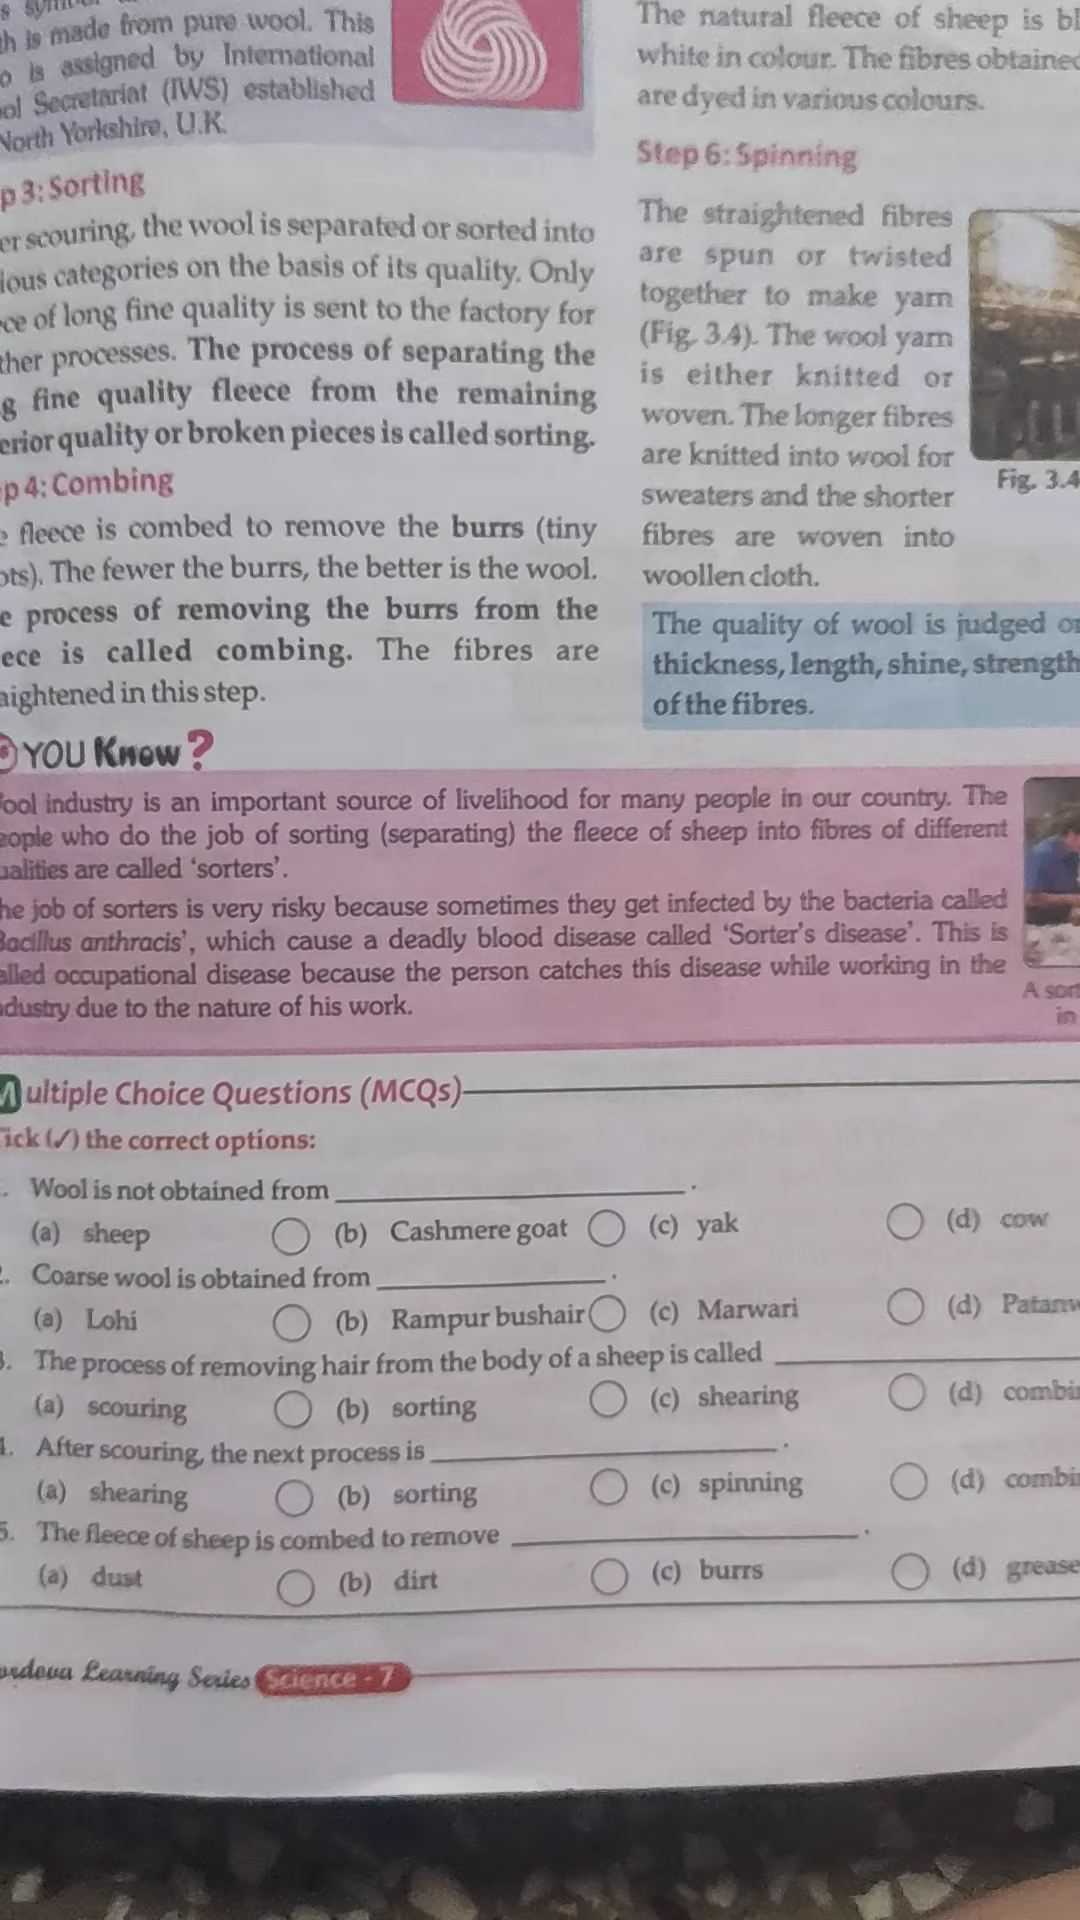 is made from pure wool. This
is assigned by International
Secretariat (IWS) established
North Yorkshire, U.K.
p 3: Sorting
er scouring, the wool is separated or sorted into
ious categories on the basis of its quality. Only
ce of long fine quality is sent to the factory for
ther processes. The process of separating the
g fine quality fleece from the remaining
erior quality or broken pieces is called sorting.
p 4: Combing
e fleece is combed to remove the burrs (tiny
ots). The fewer the burrs, the better is the wool.
e process of removing the burrs from the
ece is called combing. The fibres are
aightened in this step.
The natural fleece of sheep is bl
white in colour. The fibres obtained
are dyed in various colours.
Step 6: Spinning
The straightened fibres
are spun or twisted
together to make yarn
(Fig. 3.4). The wool yarn
is either knitted or
woven. The longer fibres
are knitted into wool for
sweaters and the shorter
fibres are woven into
woollen cloth.
Fig. 3.4
The quality of wool is judged on
thickness, length, shine, strength
of the fibres.
YOU Know?
ool industry is an important source of livelihood for many people in our country. The
eople who do the job of sorting (separating) the fleece of sheep into fibres of different
ualities are called 'sorters'.
he job of sorters is very risky because sometimes they get infected by the bacteria called
Bacillus anthracis', which cause a deadly blood disease called 'Sorter's disease'. This is
alled occupational disease because the person catches this disease while working in the
dustry due to the nature of his work.
A sort
in
Multiple Choice Questions (MCQs)
Tick (✓) the correct options:
. Wool is not obtained from ____________.
(a) sheep (b) Cashmere goat (c) yak (d) cow
2. Coarse wool is obtained from ____________.
(a) Lohi (b) Rampur bushair (c) Marwari (d) Patanw
3. The process of removing hair from the body of a sheep is called ____________
(a) scouring (b) sorting (c) shearing (d) combin
4. After scouring, the next process is ____________.
(a) shearing (b) sorting (c) spinning (d) combin
5. The fleece of sheep is combed to remove ____________.
(a) dust (b) dirt (c) burrs (d) grease
ordova Learning Series Science - 7